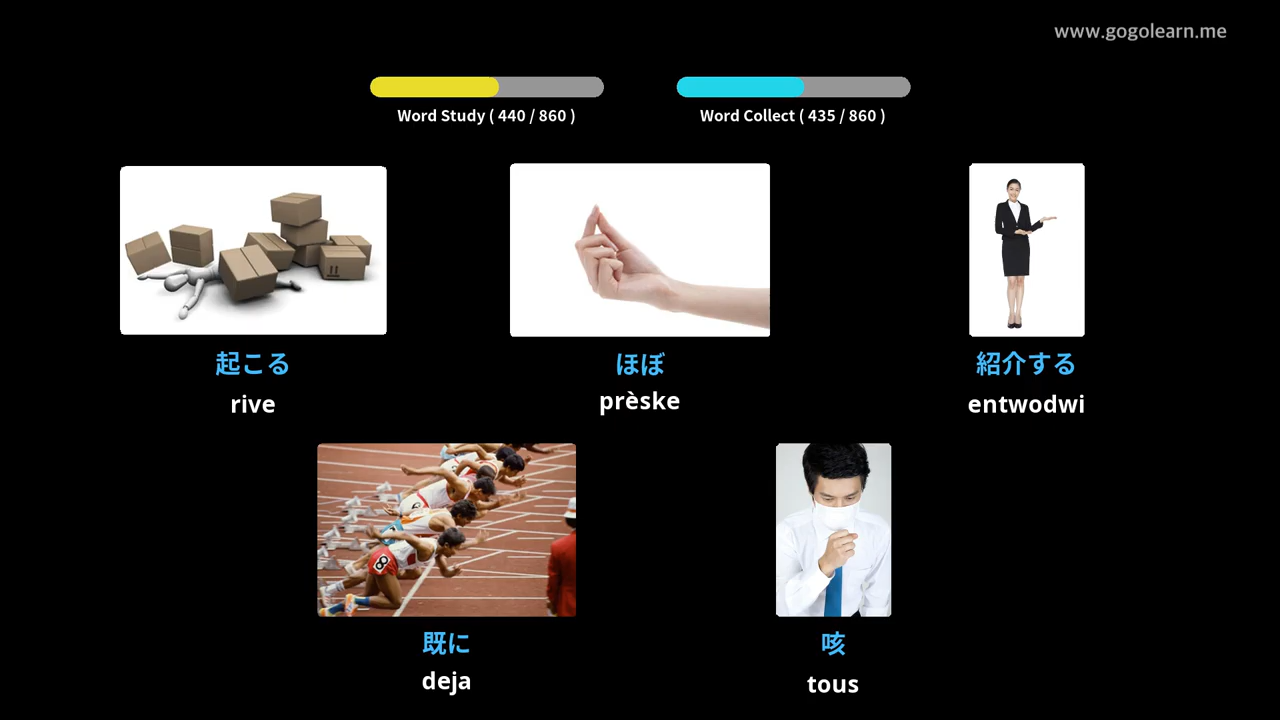 www.gogolearn.me
Word Study ( 440 / 860 )
Word Collect ( 435 / 860 )
起こる
rive
ほぼ
prèske
紹介する
entwodwi
既に
deja
咳
tous